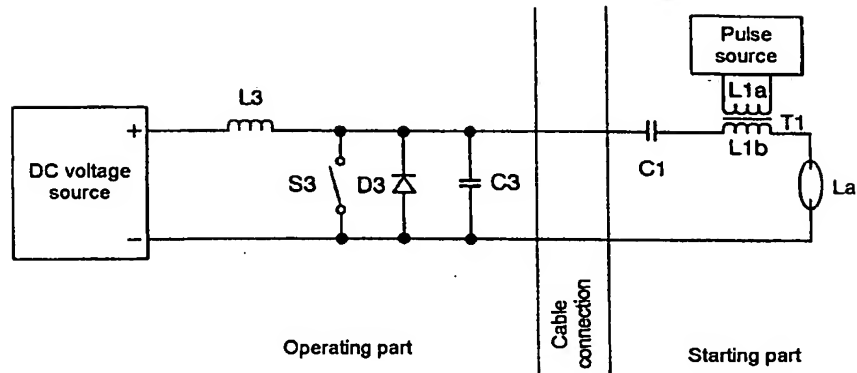 Pulse
source
L1a
T1
L1b
L3
+
DC voltage
source
S3
D3
C3
C1
La
−
Cable
connection
Operating part
Starting part